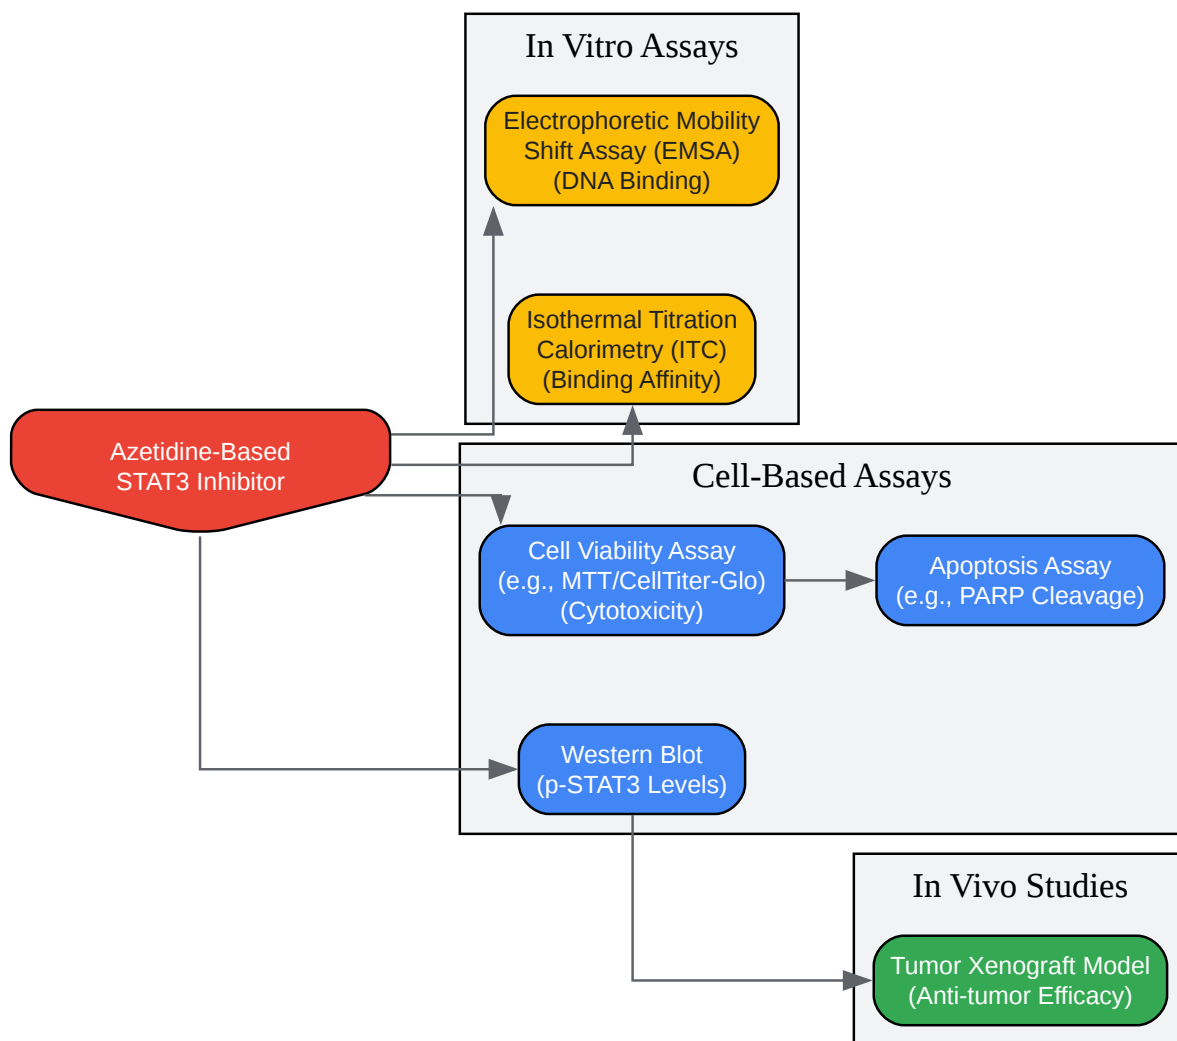 In Vitro Assays
Electrophoretic Mobility
Shift Assay (EMSA)
(DNA Binding)
Isothermal Titration
Calorimetry (ITC)
(Binding Affinity)
Azetidine-Based
STAT3 Inhibitor
Cell-Based Assays
Cell Viability Assay
(e.g., MTT/CellTiter-Glo)
(Cytotoxicity)
Apoptosis Assay
(e.g., PARP Cleavage)
Western Blot
(p-STAT3 Levels)
In Vivo Studies
Tumor Xenograft Model
(Anti-tumor Efficacy)